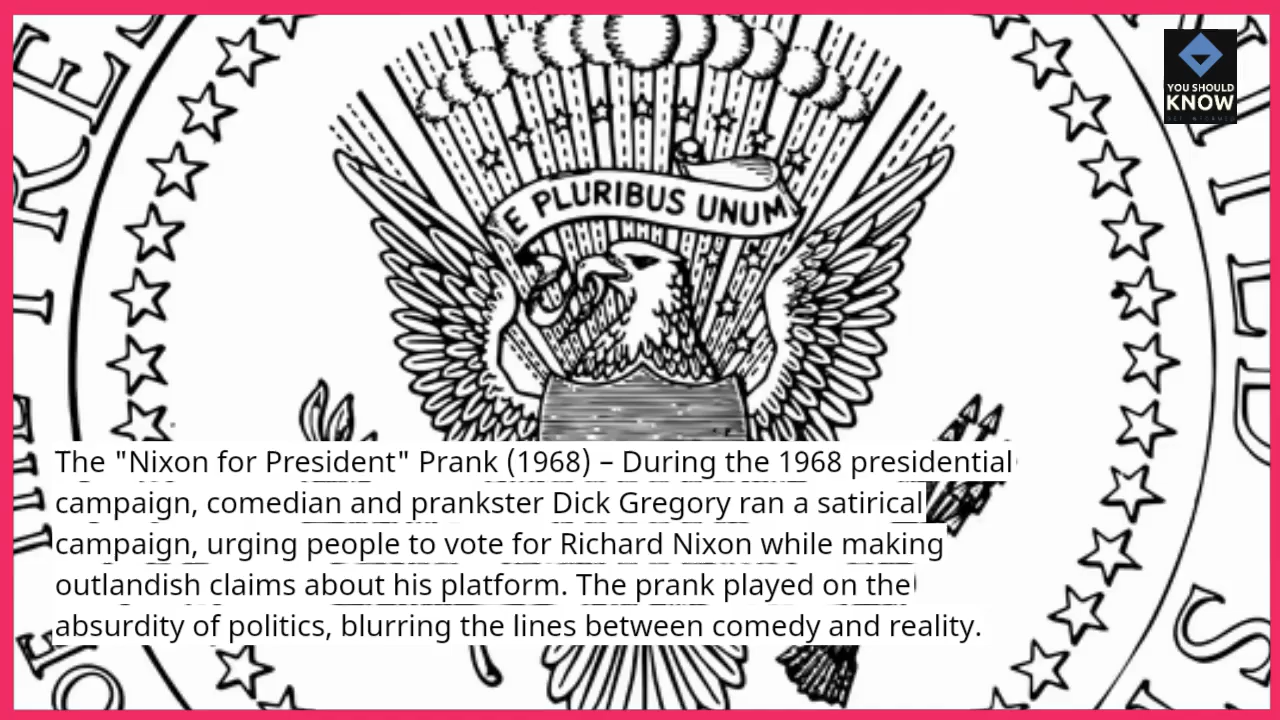 YOU SHOULD
KNOW
GET INFORMED
E PLURIBUS UNUM
The "Nixon for President" Prank (1968) – During the 1968 presidential
campaign, comedian and prankster Dick Gregory ran a satirical
campaign, urging people to vote for Richard Nixon while making
outlandish claims about his platform. The prank played on the
absurdity of politics, blurring the lines between comedy and reality.